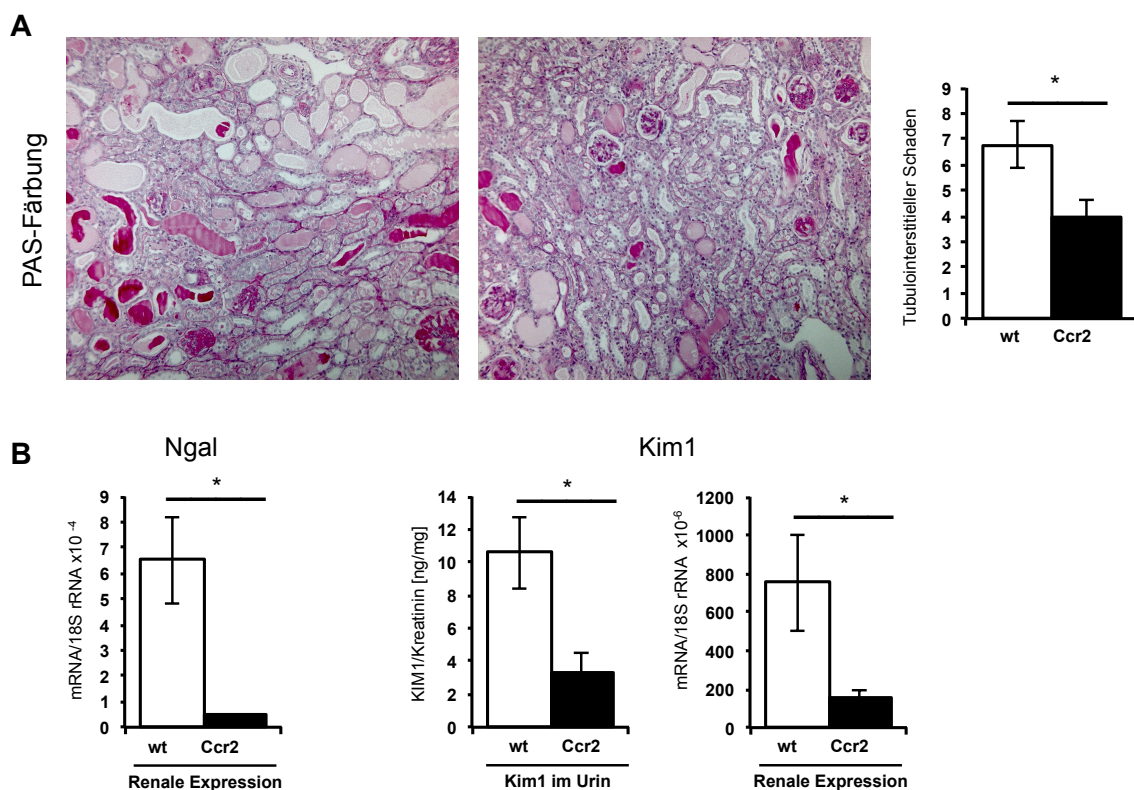 A
PAS-Färbung
Tubulointerstitieller Schaden
*
9
8
7
6
5
4
3
2
1
0
wt Ccr2
B
Ngal
mRNA/18S rRNA x10⁻⁴
*
9
8
7
6
5
4
3
2
1
0
wt Ccr2
Renale Expression
Kim1
KIM1/Kreatinin [ng/mg]
*
14
12
10
8
6
4
2
0
wt Ccr2
Kim1 im Urin
mRNA/18S rRNA x10⁻⁶
*
1200
1000
800
600
400
200
0
wt Ccr2
Renale Expression